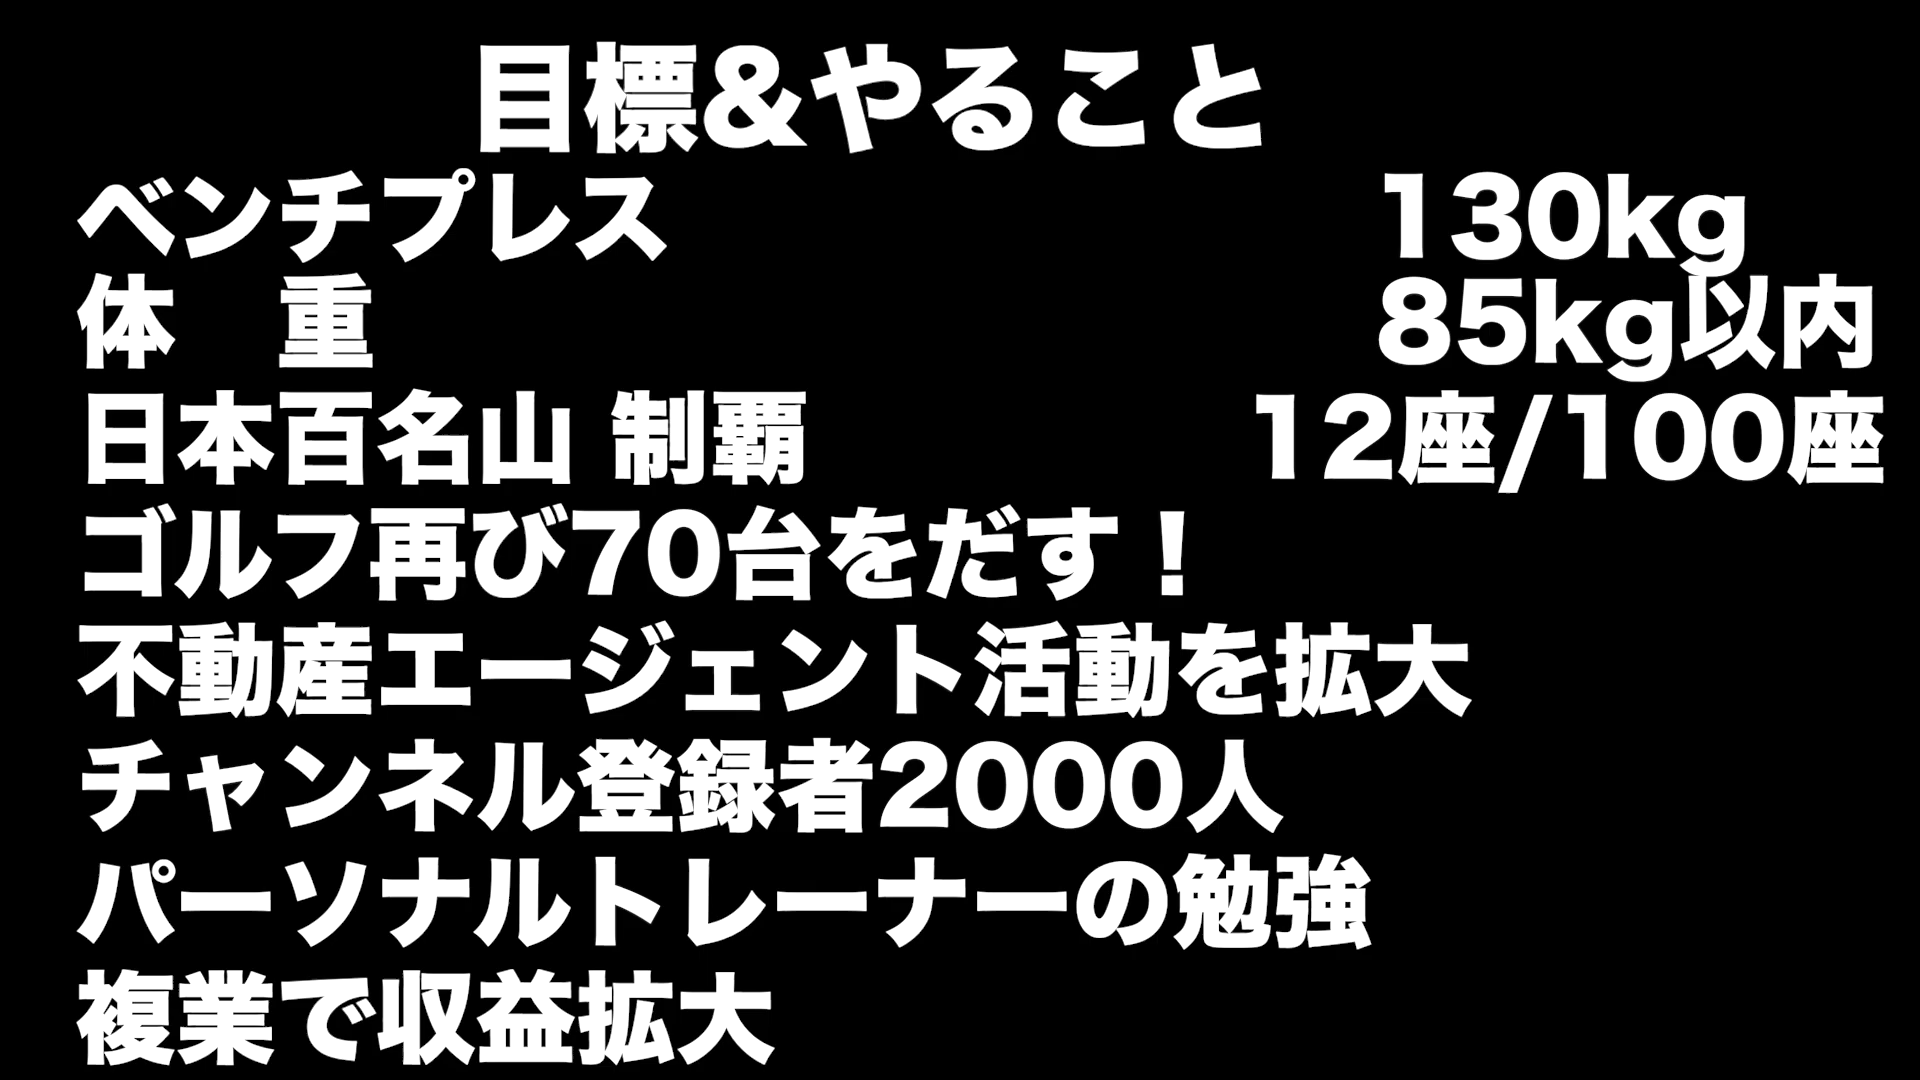 目標&やること
ベンチプレス 130kg
体　重 85kg以内
日本百名山 制覇 12座/100座
ゴルフ再び70台をだす！
不動産エージェント活動を拡大
チャンネル登録者2000人
パーソナルトレーナーの勉強
複業で収益拡大